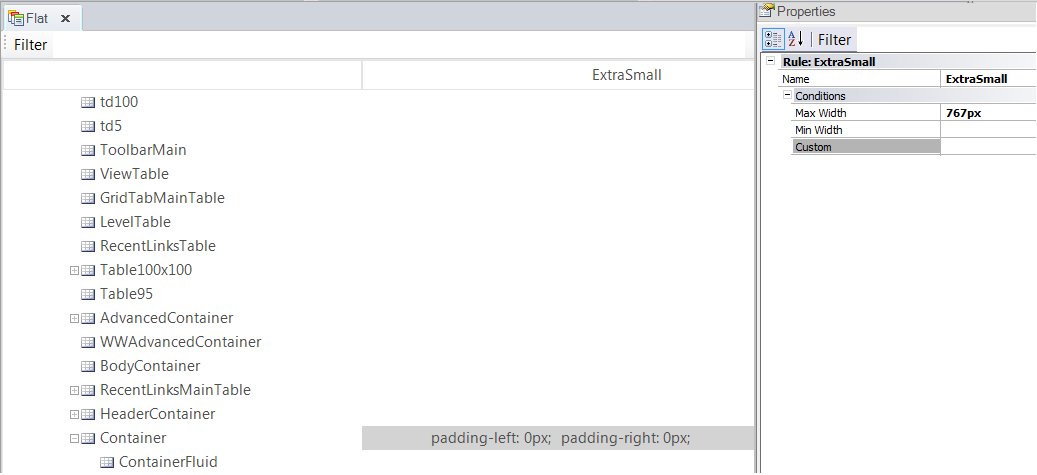 Flat
Filter
ExtraSmall
td100
td5
ToolbarMain
ViewTable
GridTabMainTable
LevelTable
RecentLinksTable
Table100x100
Table95
AdvancedContainer
WWAdvancedContainer
BodyContainer
RecentLinksMainTable
HeaderContainer
Container padding-left: 0px; padding-right: 0px;
ContainerFluid
Properties
Filter
Rule: ExtraSmall
Name ExtraSmall
Conditions
Max Width 767px
Min Width
Custom